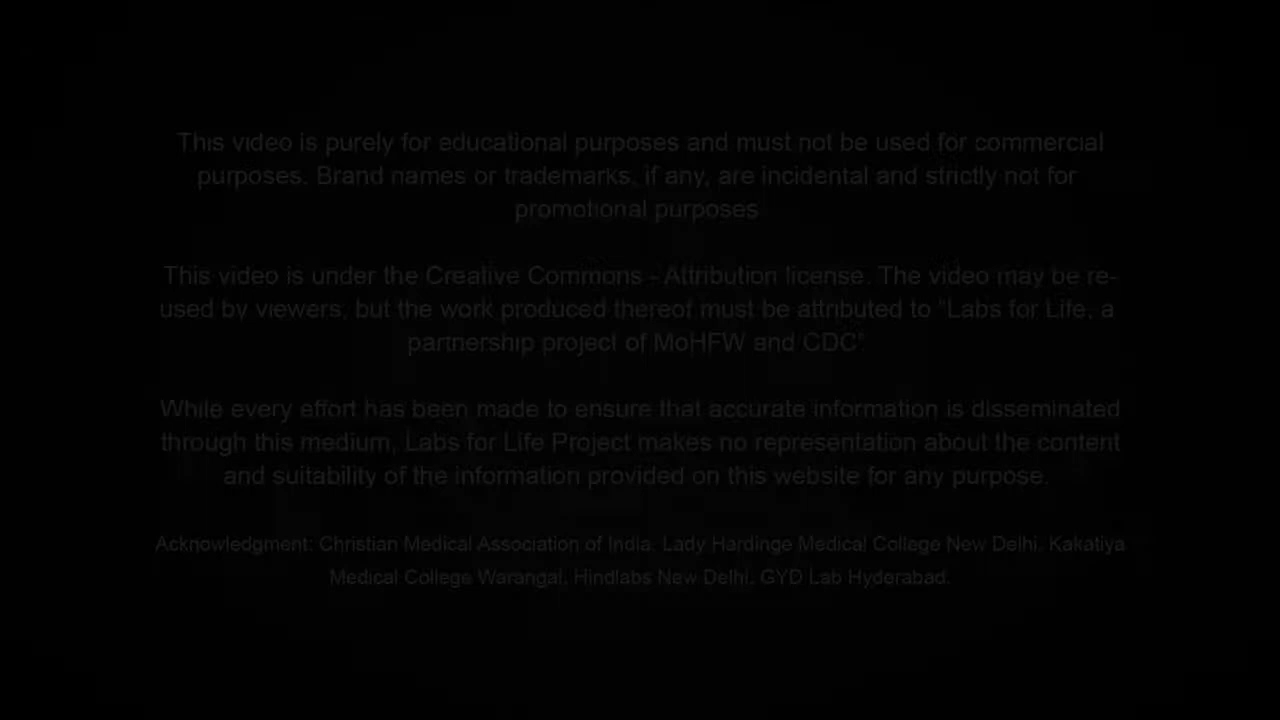 This video is purely for educational purposes and must not be used for commercial
purposes. Brand names or trademarks, if any, are incidental and strictly not for
promotional purposes
This video is under the Creative Commons - Attribution license. The video may be re-
used by viewers, but the work produced thereof must be attributed to "Labs for Life, a
partnership project of MoHFW and CDC".
While every effort has been made to ensure that accurate information is disseminated
through this medium, Labs for Life Project makes no representation about the content
and suitability of the information provided on this website for any purpose.
Acknowledgment: Christian Medical Association of India, Lady Hardinge Medical College New Delhi, Kakatiya
Medical College Warangal, Hindlabs New Delhi, GYD Lab Hyderabad.